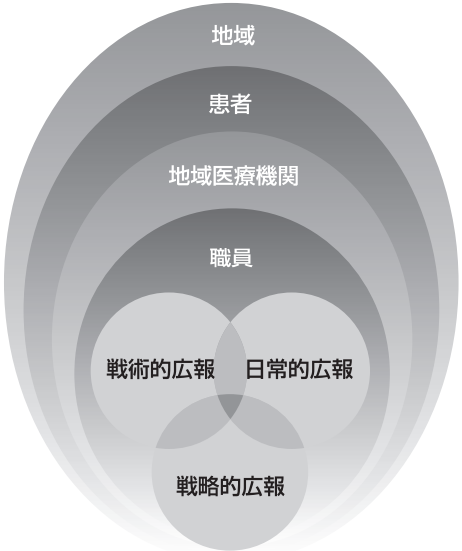 地域
患者
地域医療機関
職員
戦術的広報
日常的広報
戦略的広報